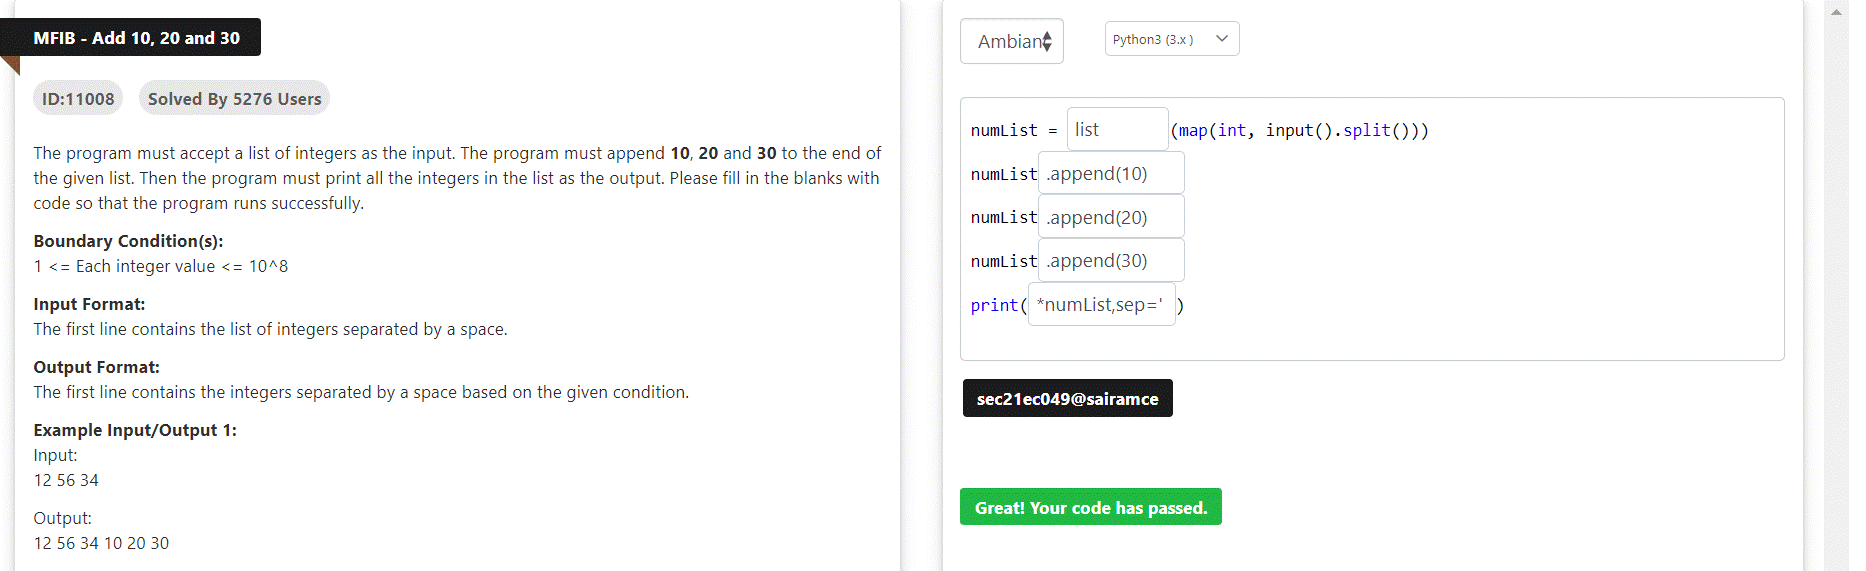 MFIB - Add 10, 20 and 30
ID:11008 Solved By 5276 Users
The program must accept a list of integers as the input. The program must append 10, 20 and 30 to the end of
the given list. Then the program must print all the integers in the list as the output. Please fill in the blanks with
code so that the program runs successfully.
Boundary Condition(s):
1 <= Each integer value <= 10^8
Input Format:
The first line contains the list of integers separated by a space.
Output Format:
The first line contains the integers separated by a space based on the given condition.
Example Input/Output 1:
Input:
12 56 34
Output:
12 56 34 10 20 30
Ambian Python3 (3.x )
numList = list (map(int, input().split()))
numList .append(10)
numList .append(20)
numList .append(30)
print( *numList,sep=' )
sec21ec049@sairamce
Great! Your code has passed.